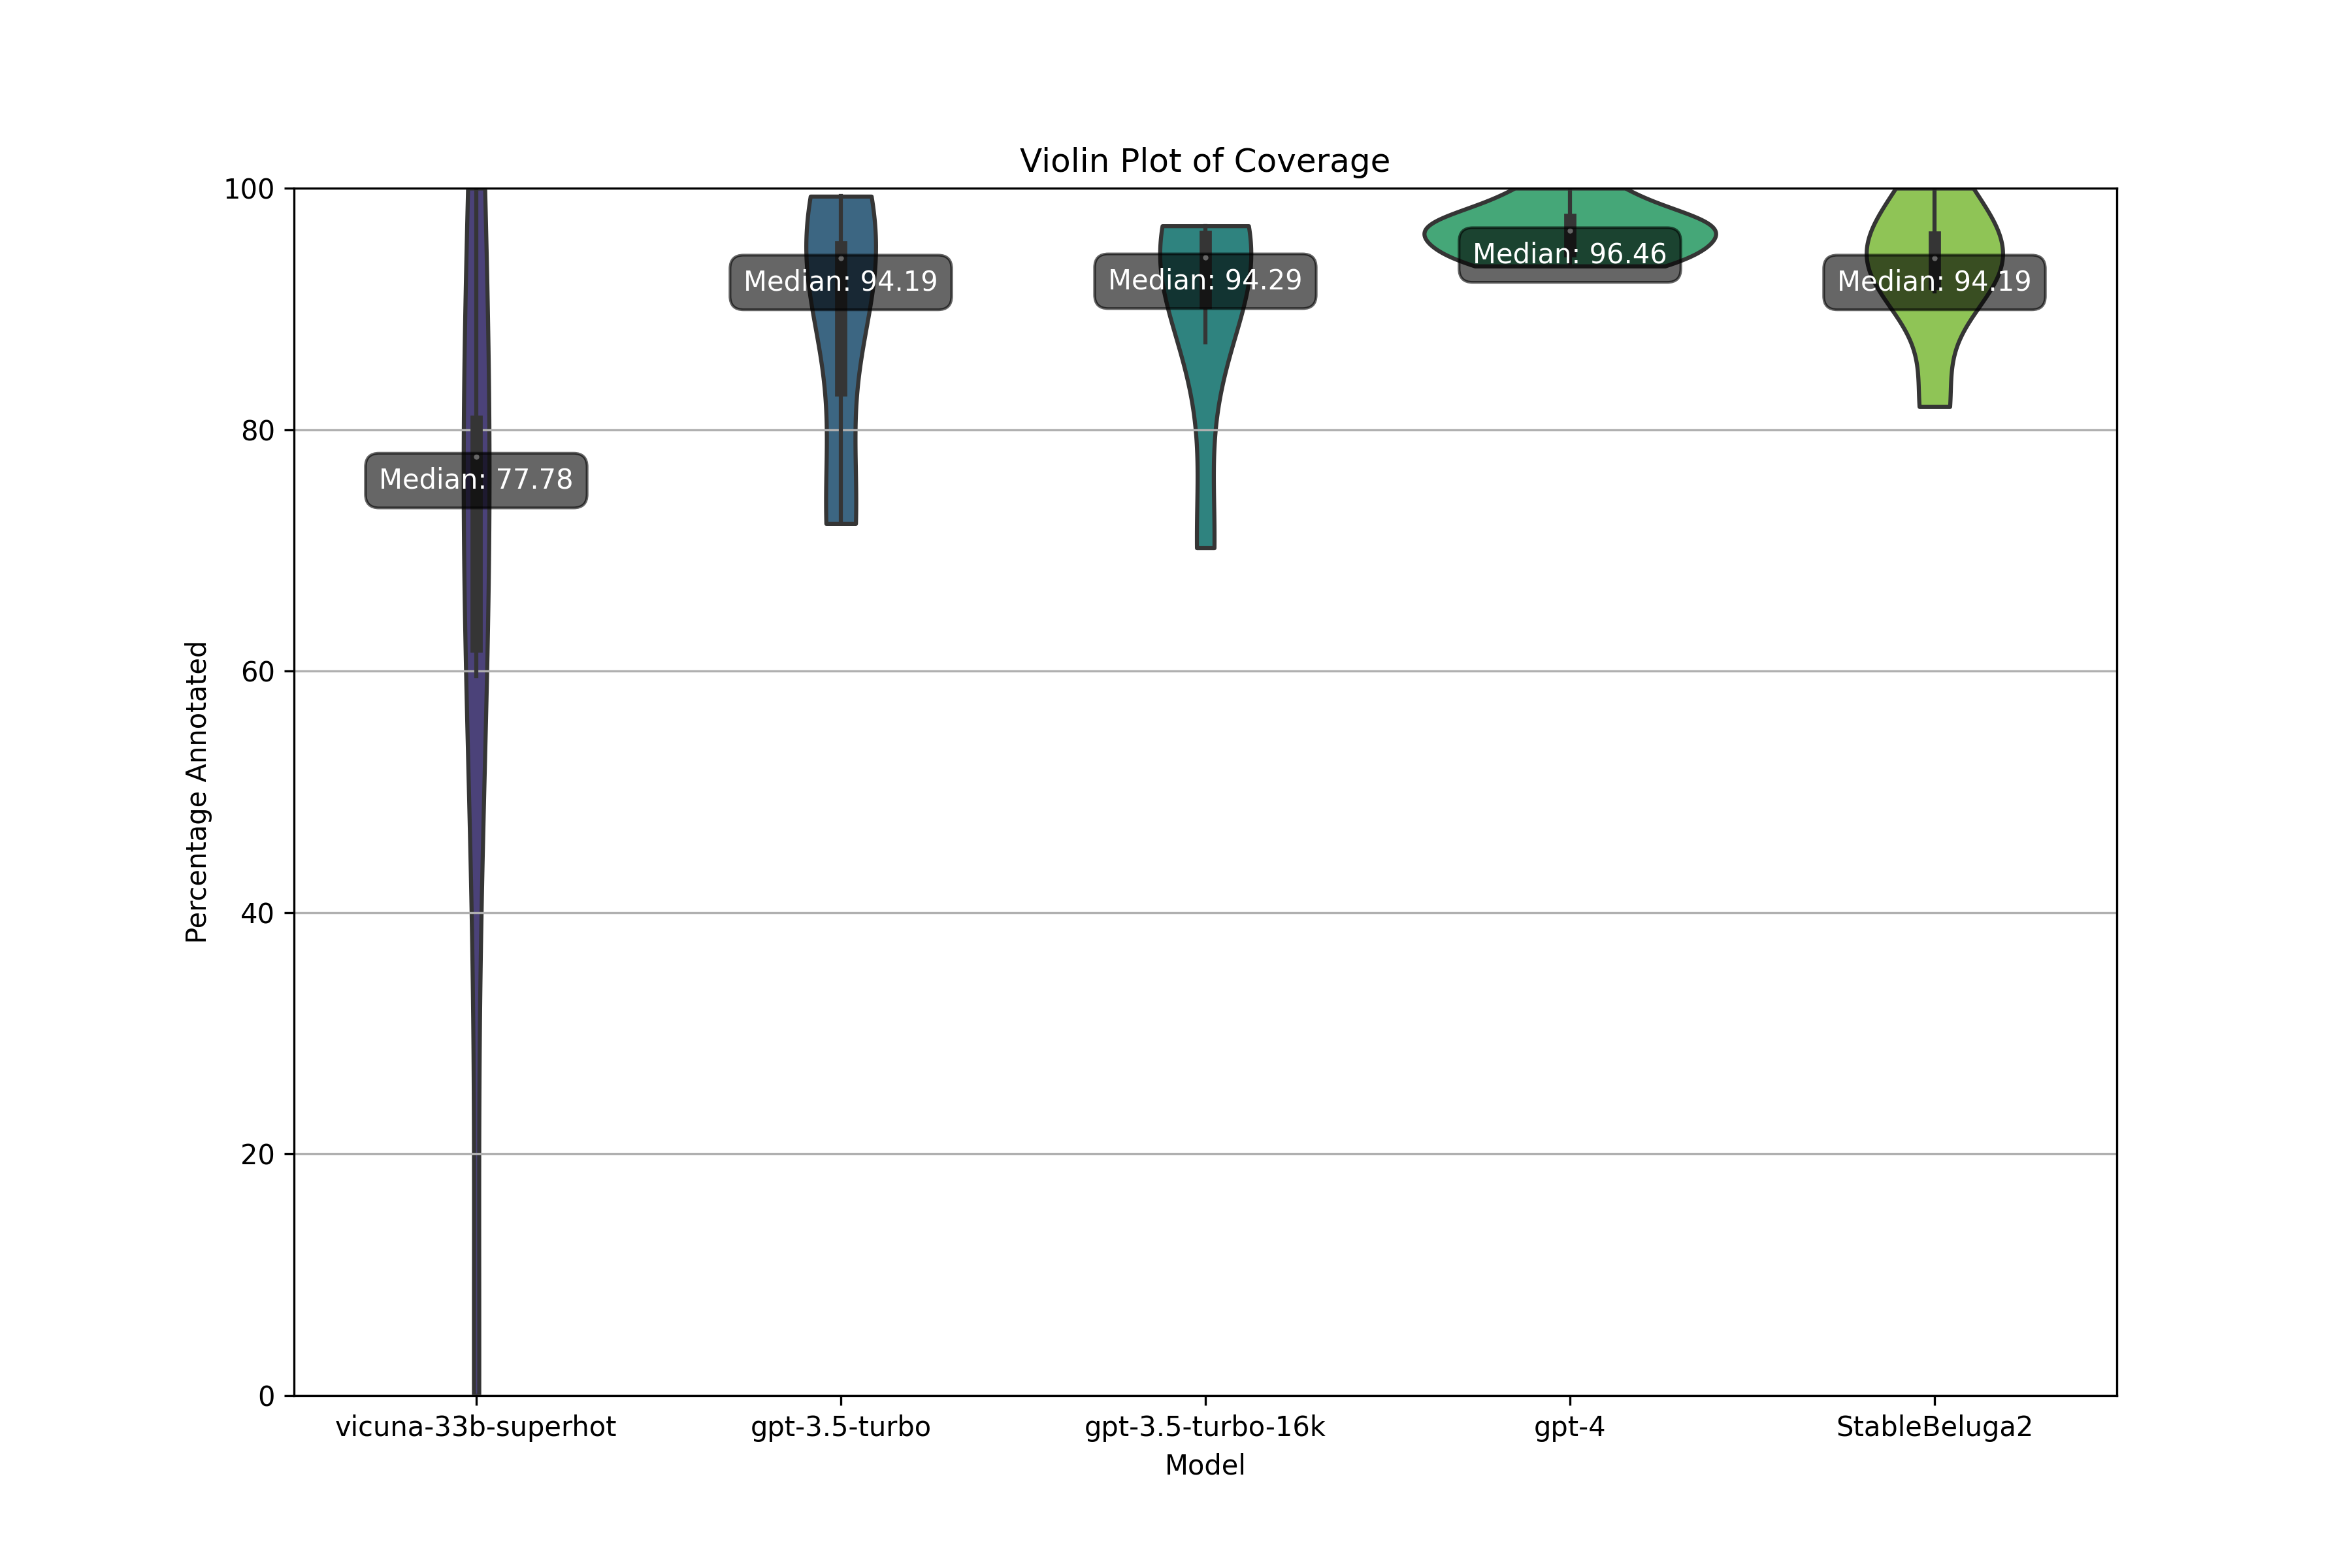 Violin Plot of Coverage
100
80
60
40
20
0
Percentage Annotated
Median: 77.78
Median: 94.19
Median: 94.29
Median: 96.46
Median: 94.19
vicuna-33b-superhot
gpt-3.5-turbo
gpt-3.5-turbo-16k
gpt-4
StableBeluga2
Model